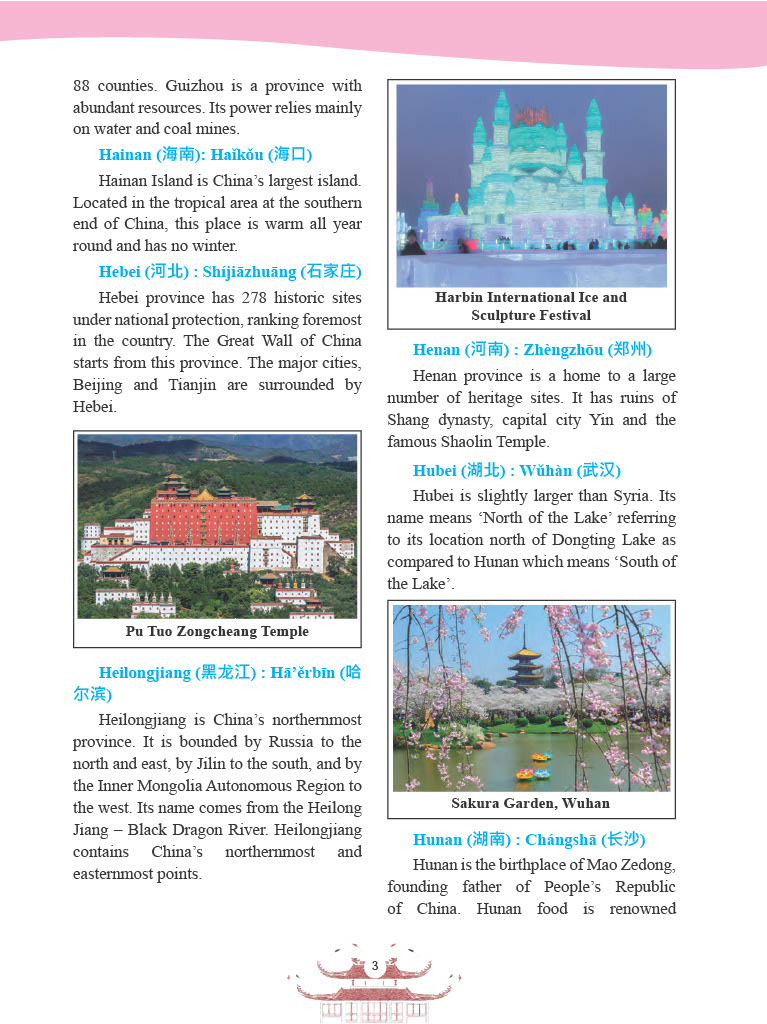 88 counties. Guizhou is a province with
abundant resources. Its power relies mainly
on water and coal mines.
Hainan (海南): Haǐkǒu (海口)
Hainan Island is China’s largest island.
Located in the tropical area at the southern
end of China, this place is warm all year
round and has no winter.
Hebei (河北) : Shíjiāzhuāng (石家庄)
Hebei province has 278 historic sites
under national protection, ranking foremost
in the country. The Great Wall of China
starts from this province. The major cities,
Beijing and Tianjin are surrounded by
Hebei.
Pu Tuo Zongcheang Temple
Heilongjiang (黑龙江) : Hā’ěrbīn (哈
尔滨)
Heilongjiang is China’s northernmost
province. It is bounded by Russia to the
north and east, by Jilin to the south, and by
the Inner Mongolia Autonomous Region to
the west. Its name comes from the Heilong
Jiang – Black Dragon River. Heilongjiang
contains China’s northernmost and
easternmost points.
Harbin International Ice and
Sculpture Festival
Henan (河南) : Zhèngzhōu (郑州)
Henan province is a home to a large
number of heritage sites. It has ruins of
Shang dynasty, capital city Yin and the
famous Shaolin Temple.
Hubei (湖北) : Wǔhàn (武汉)
Hubei is slightly larger than Syria. Its
name means ‘North of the Lake’ referring
to its location north of Dongting Lake as
compared to Hunan which means ‘South of
the Lake’.
Sakura Garden, Wuhan
Hunan (湖南) : Chángshā (长沙)
Hunan is the birthplace of Mao Zedong,
founding father of People’s Republic
of China. Hunan food is renowned
3